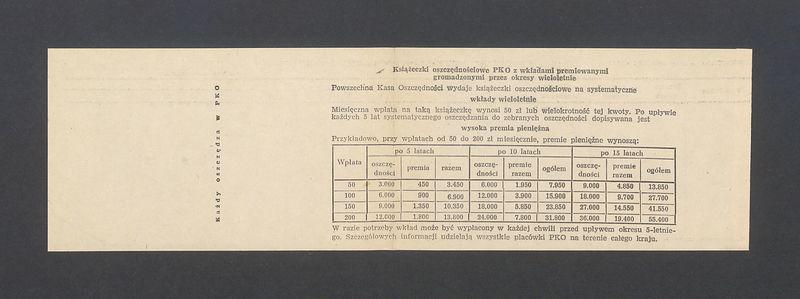 Każdy oszczędza w PKO
Książeczki oszczędnościowe PKO z wkładami premiowanymi
gromadzonymi przez okresy wieloletnie
Powszechna Kasa Oszczędności wydaje książeczki oszczędnościowe na systematyczne
wkłady wieloletnie
Miesięczna wpłata na taką książeczkę wynosi 50 zł lub wielokrotność tej kwoty. Po upływie
każdych 5 lat systematycznego oszczędzania do zebranych oszczędności dopisywana jest
wysoka premia pieniężna
Przykładowo, przy wpłatach od 50 do 200 zł miesięcznie, premie pieniężne wynoszą:
Wpłata po 5 latach po 10 latach po 15 latach
oszczę- premia razem oszczę- premie ogółem oszczę- premie ogółem
dności dności razem dności razem
50 3.000 450 3.450 6.000 1.950 7.950 9.000 4.850 13.850
100 6.000 900 6.900 12.000 3.900 15.900 18.000 9.700 27.700
150 9.000 1.350 10.350 18.000 5.850 23.850 27.000 14.550 41.550
200 12.000 1.800 13.800 24.000 7.800 31.800 36.000 19.400 55.400
W razie potrzeby wkład może być wypłacony w każdej chwili przed upływem okresu 5-letnie-
go. Szczegółowych informacji udzielają wszystkie placówki PKO na terenie całego kraju.